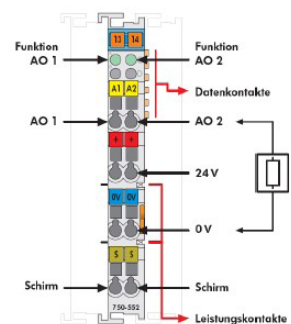 13 14
Funktion
AO 1
Funktion
AO 2
A1 A2
Datenkontakte
AO 1
AO 2
+ +
24 V
0V 0V
0 V
S S
Schirm
Schirm
750-552
Leistungskontakte